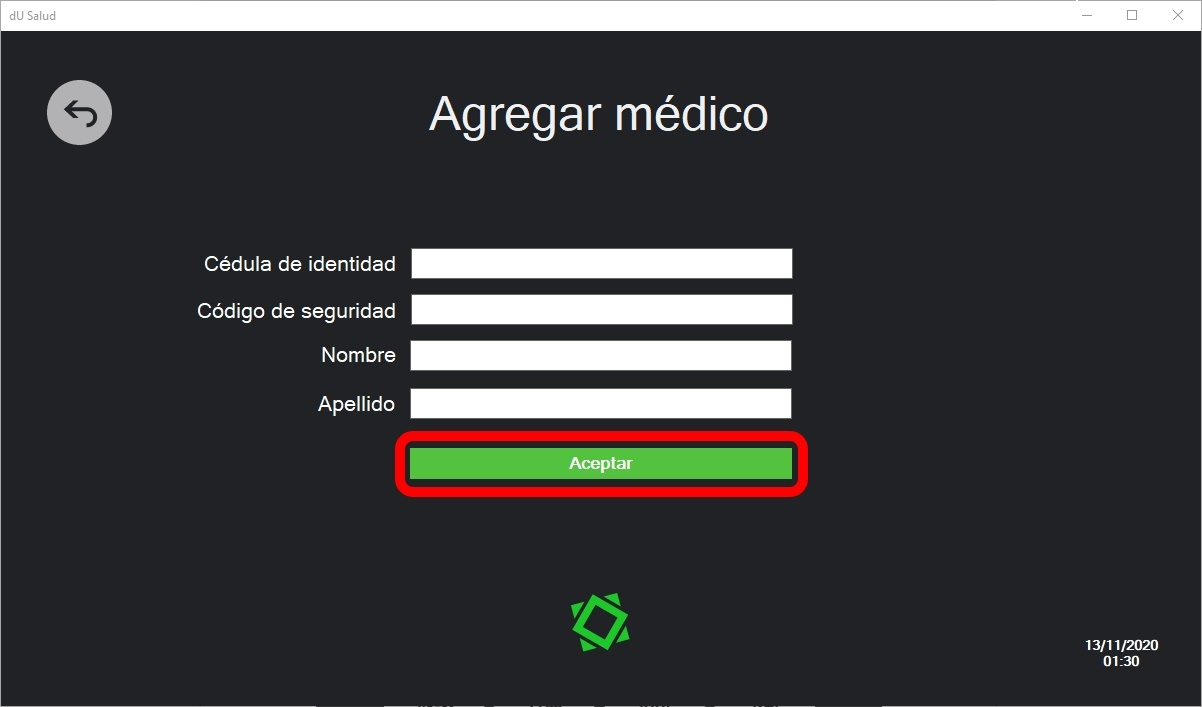 dU Salud
Agregar médico
Cédula de identidad
Código de seguridad
Nombre
Apellido
Aceptar
13/11/2020
01:30